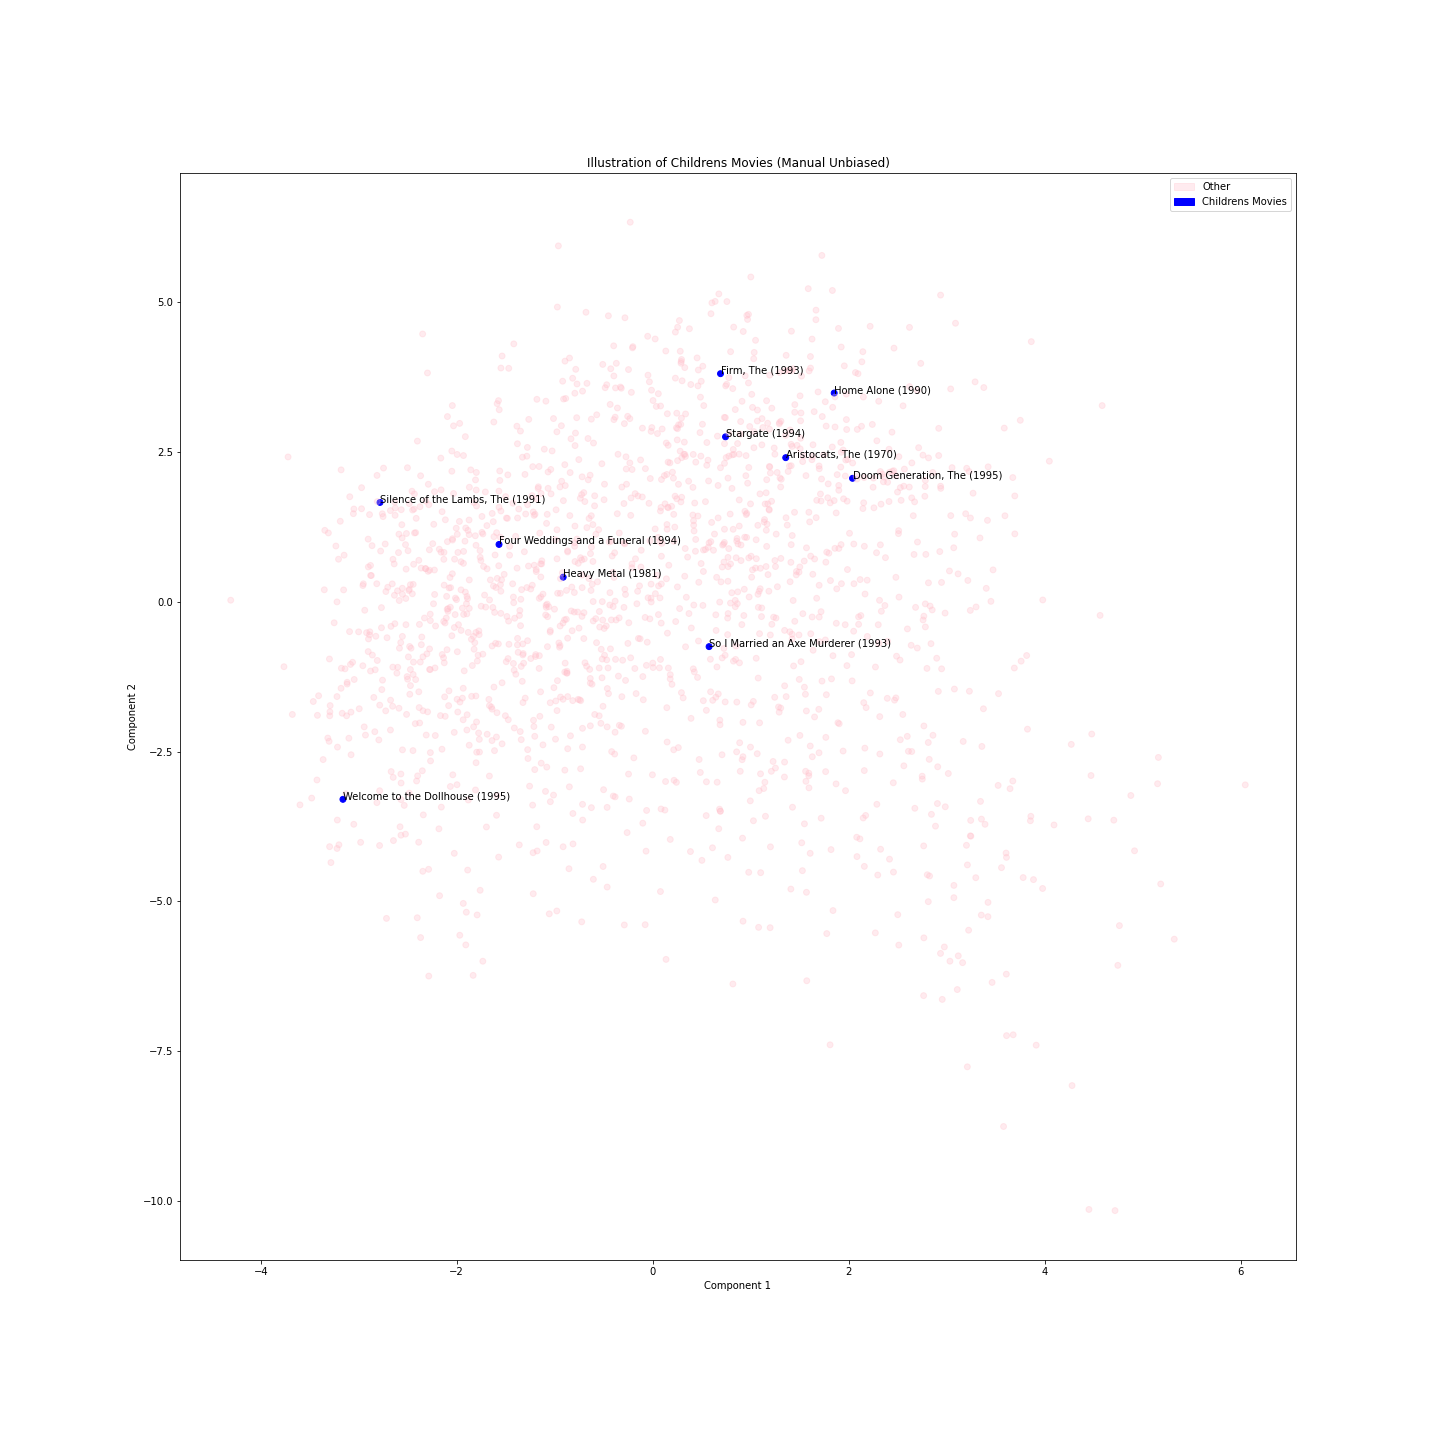 Illustration of Childrens Movies (Manual Unbiased)
Other
Childrens Movies
5.0
2.5
0.0
−2.5
−5.0
−7.5
−10.0
Component 2
Firm, The (1993)
Home Alone (1990)
Stargate (1994)
Aristocats, The (1970)
Doom Generation, The (1995)
Silence of the Lambs, The (1991)
Four Weddings and a Funeral (1994)
Heavy Metal (1981)
So I Married an Axe Murderer (1993)
Welcome to the Dollhouse (1995)
−4
−2
0
2
4
6
Component 1